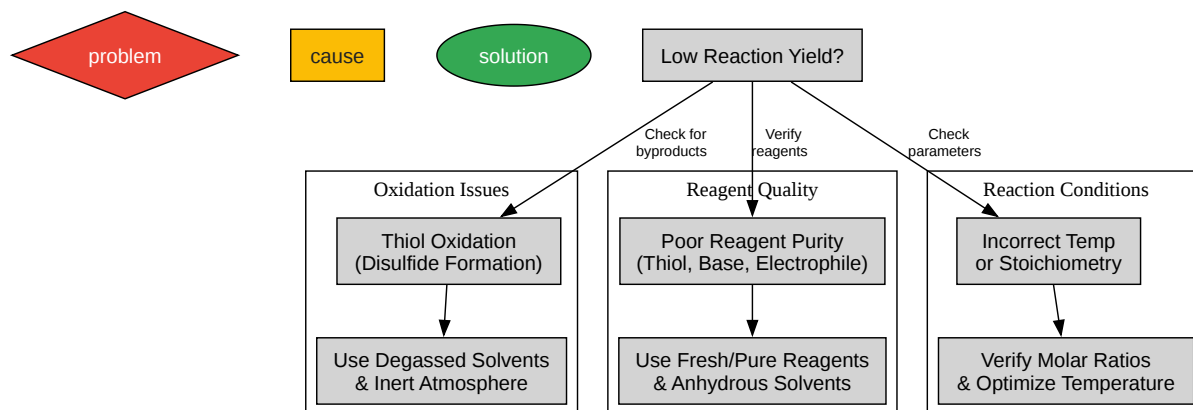 problem
cause
solution
Low Reaction Yield?
Check for
byproducts
Verify
reagents
Check
parameters
Oxidation Issues
Reagent Quality
Reaction Conditions
Thiol Oxidation
(Disulfide Formation)
Poor Reagent Purity
(Thiol, Base, Electrophile)
Incorrect Temp
or Stoichiometry
Use Degassed Solvents
& Inert Atmosphere
Use Fresh/Pure Reagents
& Anhydrous Solvents
Verify Molar Ratios
& Optimize Temperature